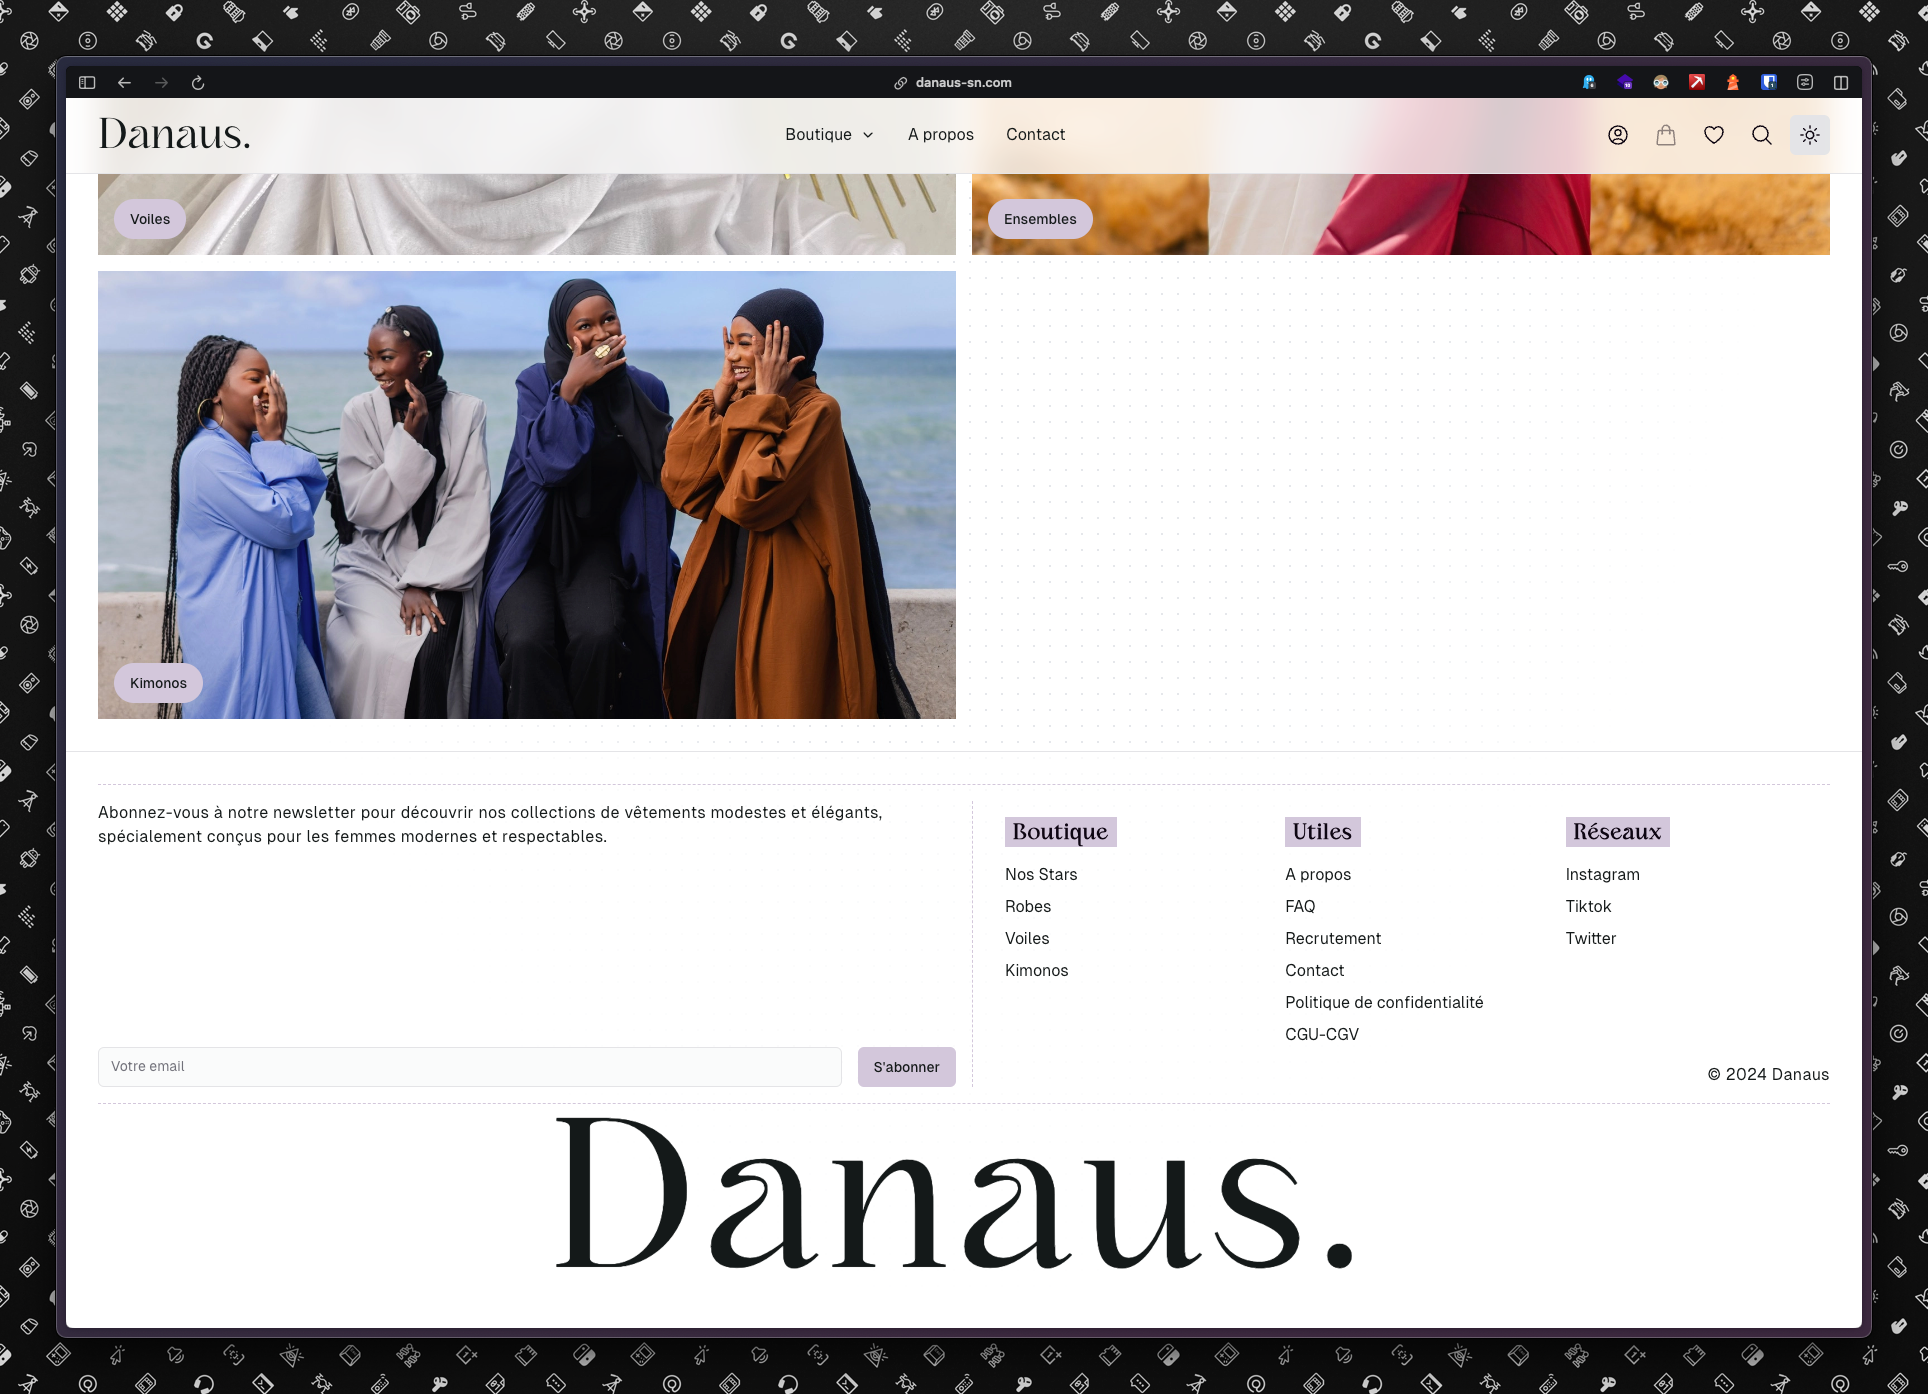 danaus-sn.com
Danaus.
Boutique
A propos
Contact
Voiles
Ensembles
Kimonos
Abonnez-vous à notre newsletter pour découvrir nos collections de vêtements modestes et élégants,
spécialement conçus pour les femmes modernes et respectables.
Votre email
S'abonner
Boutique
Nos Stars
Robes
Voiles
Kimonos
Utiles
A propos
FAQ
Recrutement
Contact
Politique de confidentialité
CGU-CGV
Réseaux
Instagram
Tiktok
Twitter
© 2024 Danaus
Danaus.